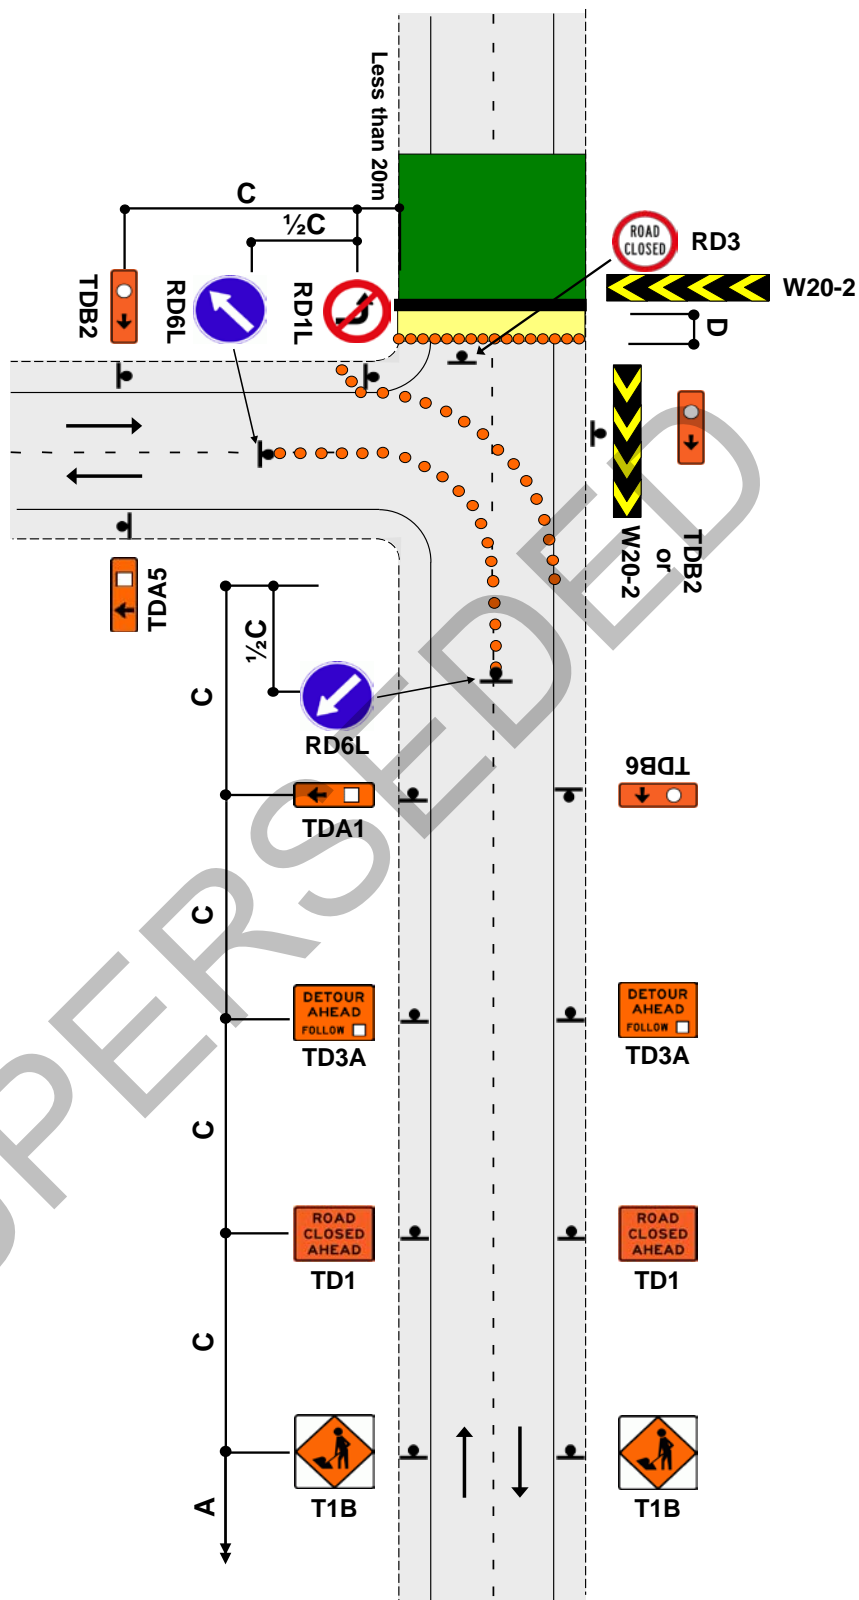 Less than 20m
C
½C
TDB2
RD6L
RD1L
ROAD
CLOSED
RD3
W20-2
D
W20-2
or
TDB2
TDA5
½C
C
RD6L
TDA1
TDB6
C
DETOUR
AHEAD
FOLLOW
TD3A
DETOUR
AHEAD
FOLLOW
TD3A
C
ROAD
CLOSED
AHEAD
TD1
ROAD
CLOSED
AHEAD
TD1
C
T1B
T1B
A
PERSEDED